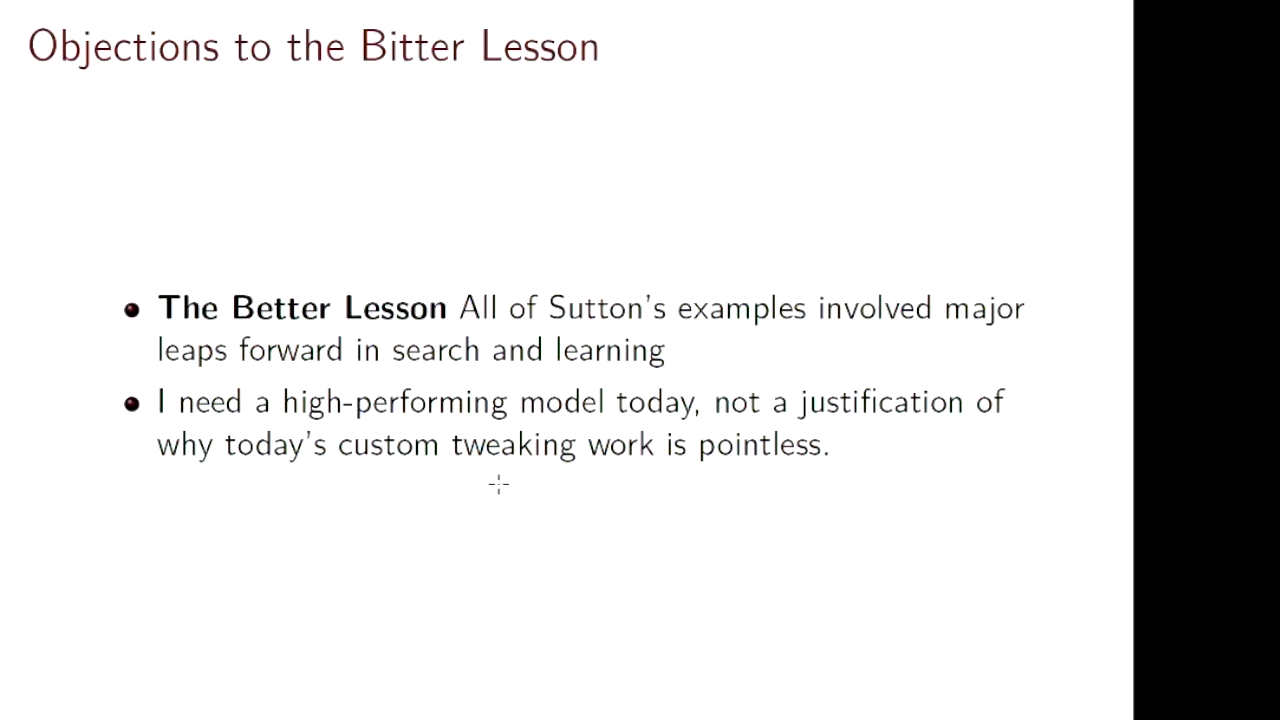 Objections to the Bitter Lesson
The Better Lesson All of Sutton's examples involved major
leaps forward in search and learning
I need a high-performing model today, not a justification of
why today's custom tweaking work is pointless.